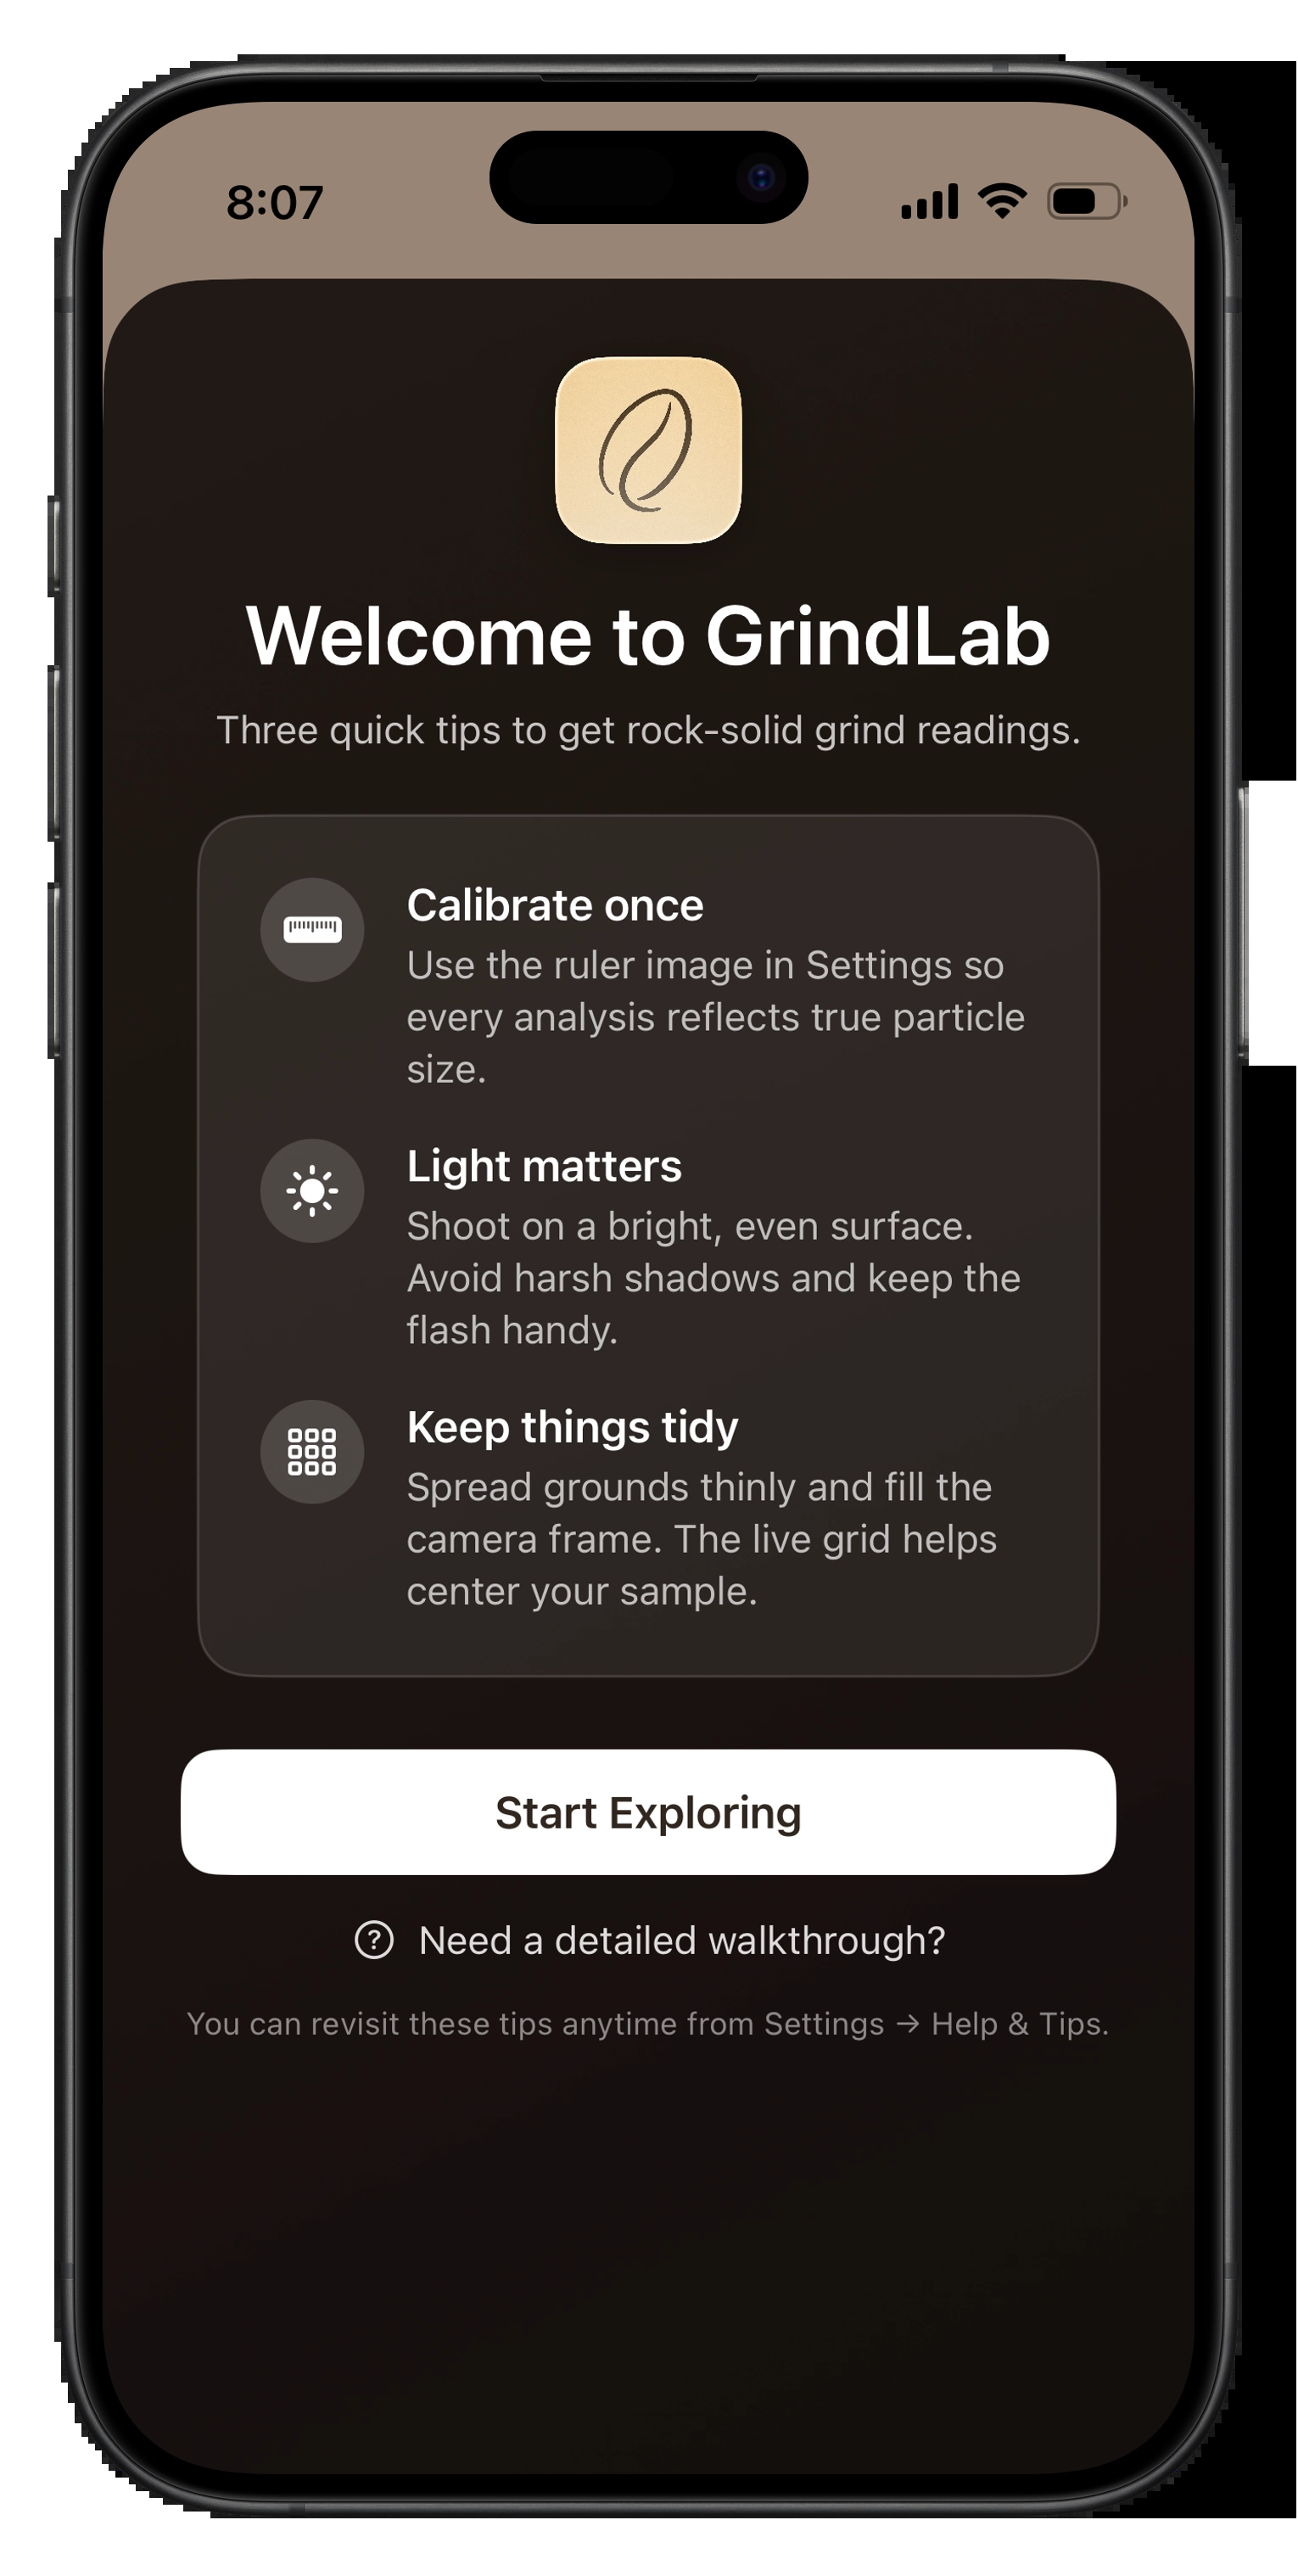 8:07
Welcome to GrindLab
Three quick tips to get rock-solid grind readings.
Calibrate once
Use the ruler image in Settings so
every analysis reflects true particle
size.
Light matters
Shoot on a bright, even surface.
Avoid harsh shadows and keep the
flash handy.
Keep things tidy
Spread grounds thinly and fill the
camera frame. The live grid helps
center your sample.
Start Exploring
? Need a detailed walkthrough?
You can revisit these tips anytime from Settings → Help & Tips.